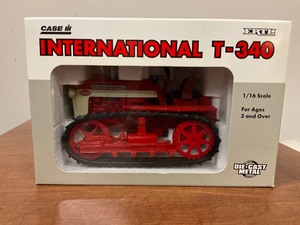 CASE IH
ERTL
INTERNATIONAL T-340
1/16 Scale
For Ages
3 and Over
DIE-CAST
METAL